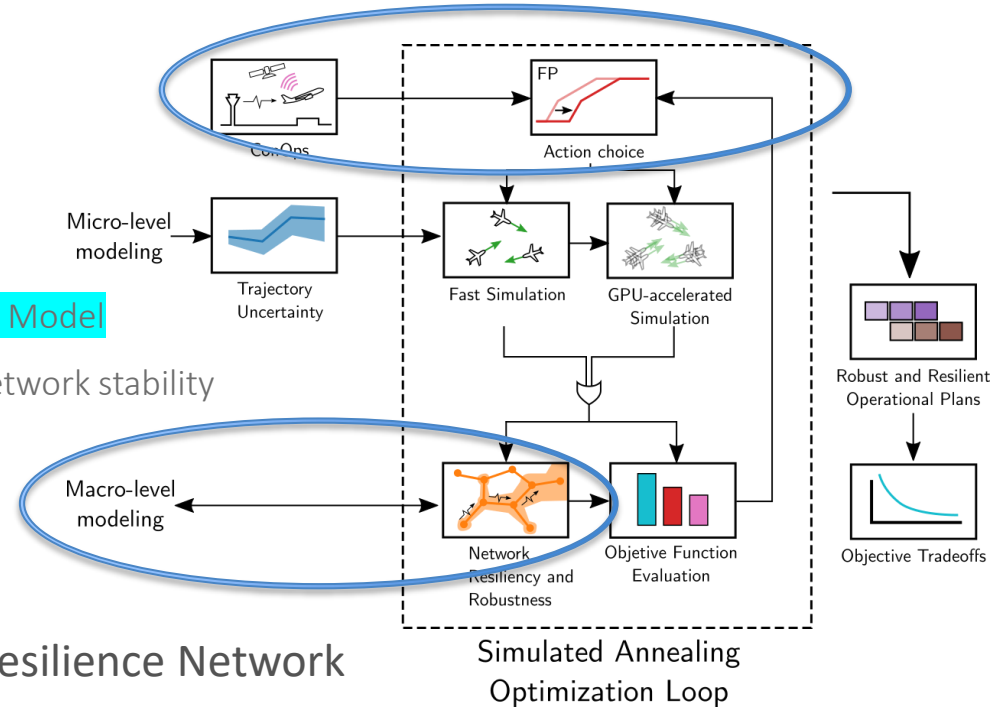 FP
ConOps
Action choice
Micro-level
modeling
Trajectory
Uncertainty
Fast Simulation
GPU-accelerated
Simulation
Model
etwork stability
Robust and Resilient
Operational Plans
Macro-level
modeling
Network
Resiliency and
Robustness
Objetive Function
Evaluation
Objective Tradeoffs
esilience Network
Simulated Annealing
Optimization Loop